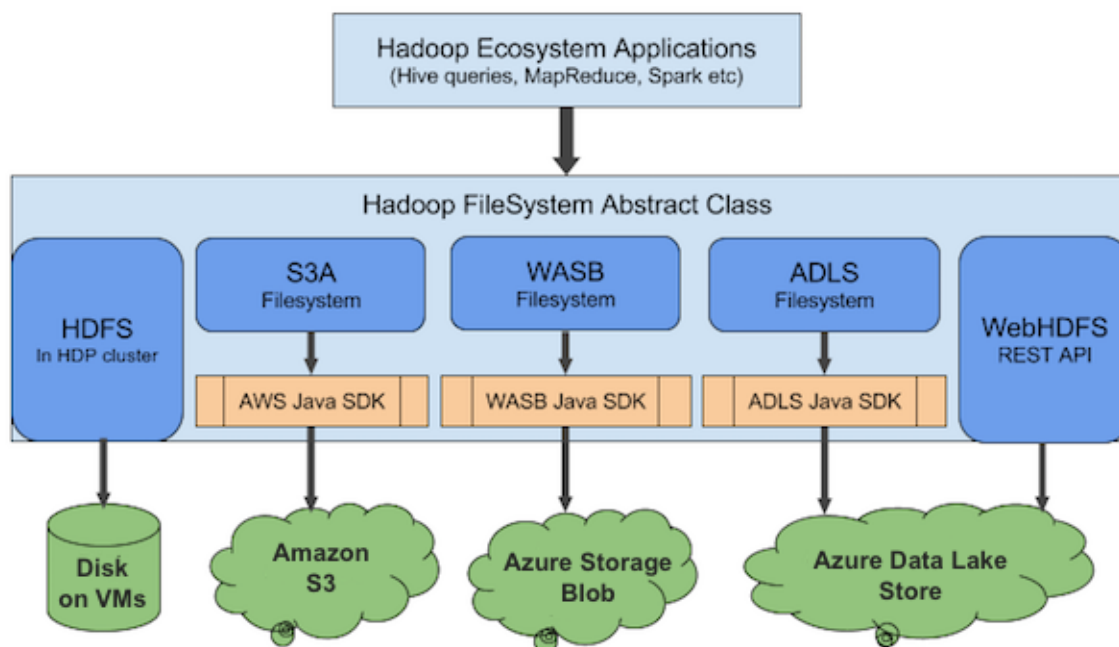 Hadoop Ecosystem Applications
(Hive queries, MapReduce, Spark etc)
Hadoop FileSystem Abstract Class
HDFS
In HDP cluster
S3A
Filesystem
WASB
Filesystem
ADLS
Filesystem
WebHDFS
REST API
AWS Java SDK
WASB Java SDK
ADLS Java SDK
Disk
on VMs
Amazon
S3
Azure Storage
Blob
Azure Data Lake
Store